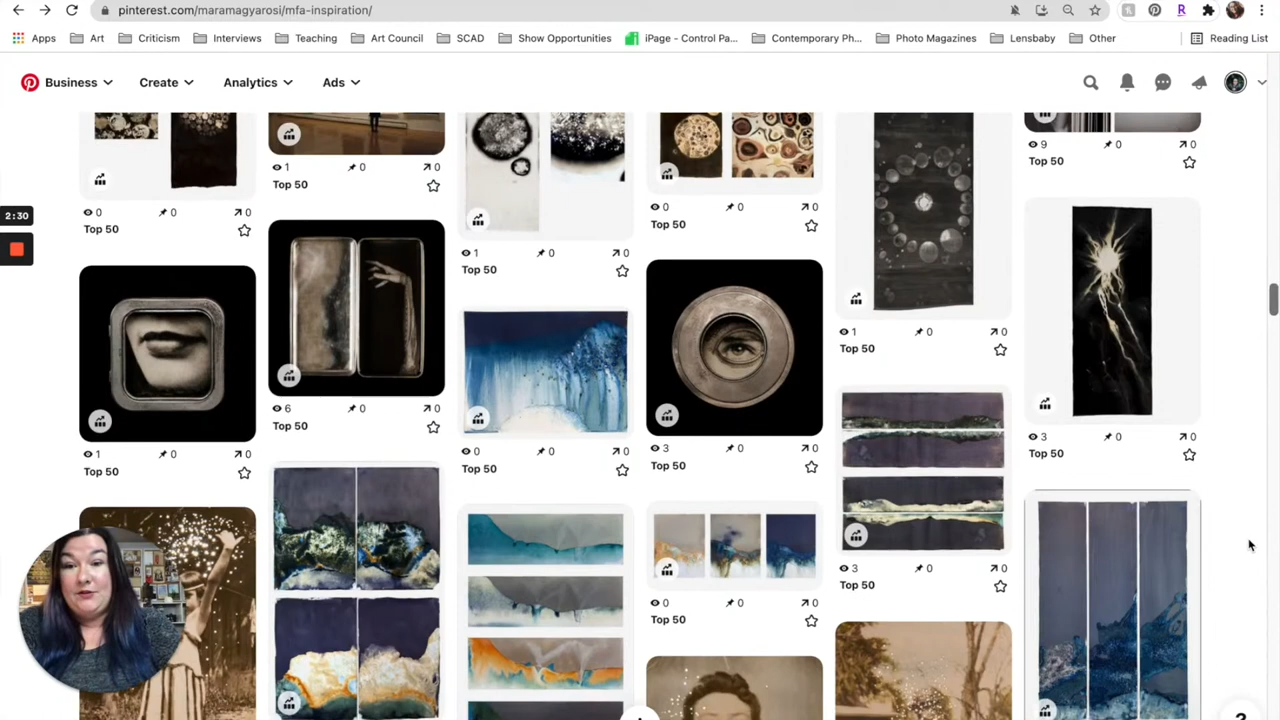 pinterest.com/maramagyarosi/mfa-inspiration/
Apps Art Criticism Interviews Teaching Art Council SCAD Show Opportunities iPage - Control Pa... Contemporary Ph... Photo Magazines Lensbaby Other Reading List
Business Create Analytics Ads
2:30
0 0 0
Top 50
1 0 0
Top 50
1 0 0
Top 50
0 0 0
Top 50
1 0 0
Top 50
9 0 0
Top 50
1 0 0
Top 50
6 0 0
Top 50
0 0 0
Top 50
3 0 0
Top 50
3 0 0
Top 50
3 0 0
Top 50
0 0 0
Top 50